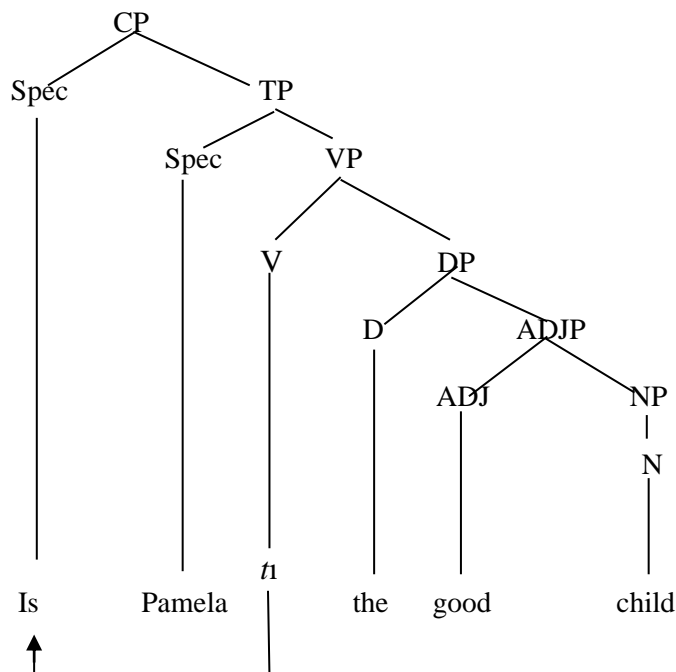 CP
Spec TP
Spec VP
V DP
D ADJP
ADJ NP
N
t1
Is Pamela the good child